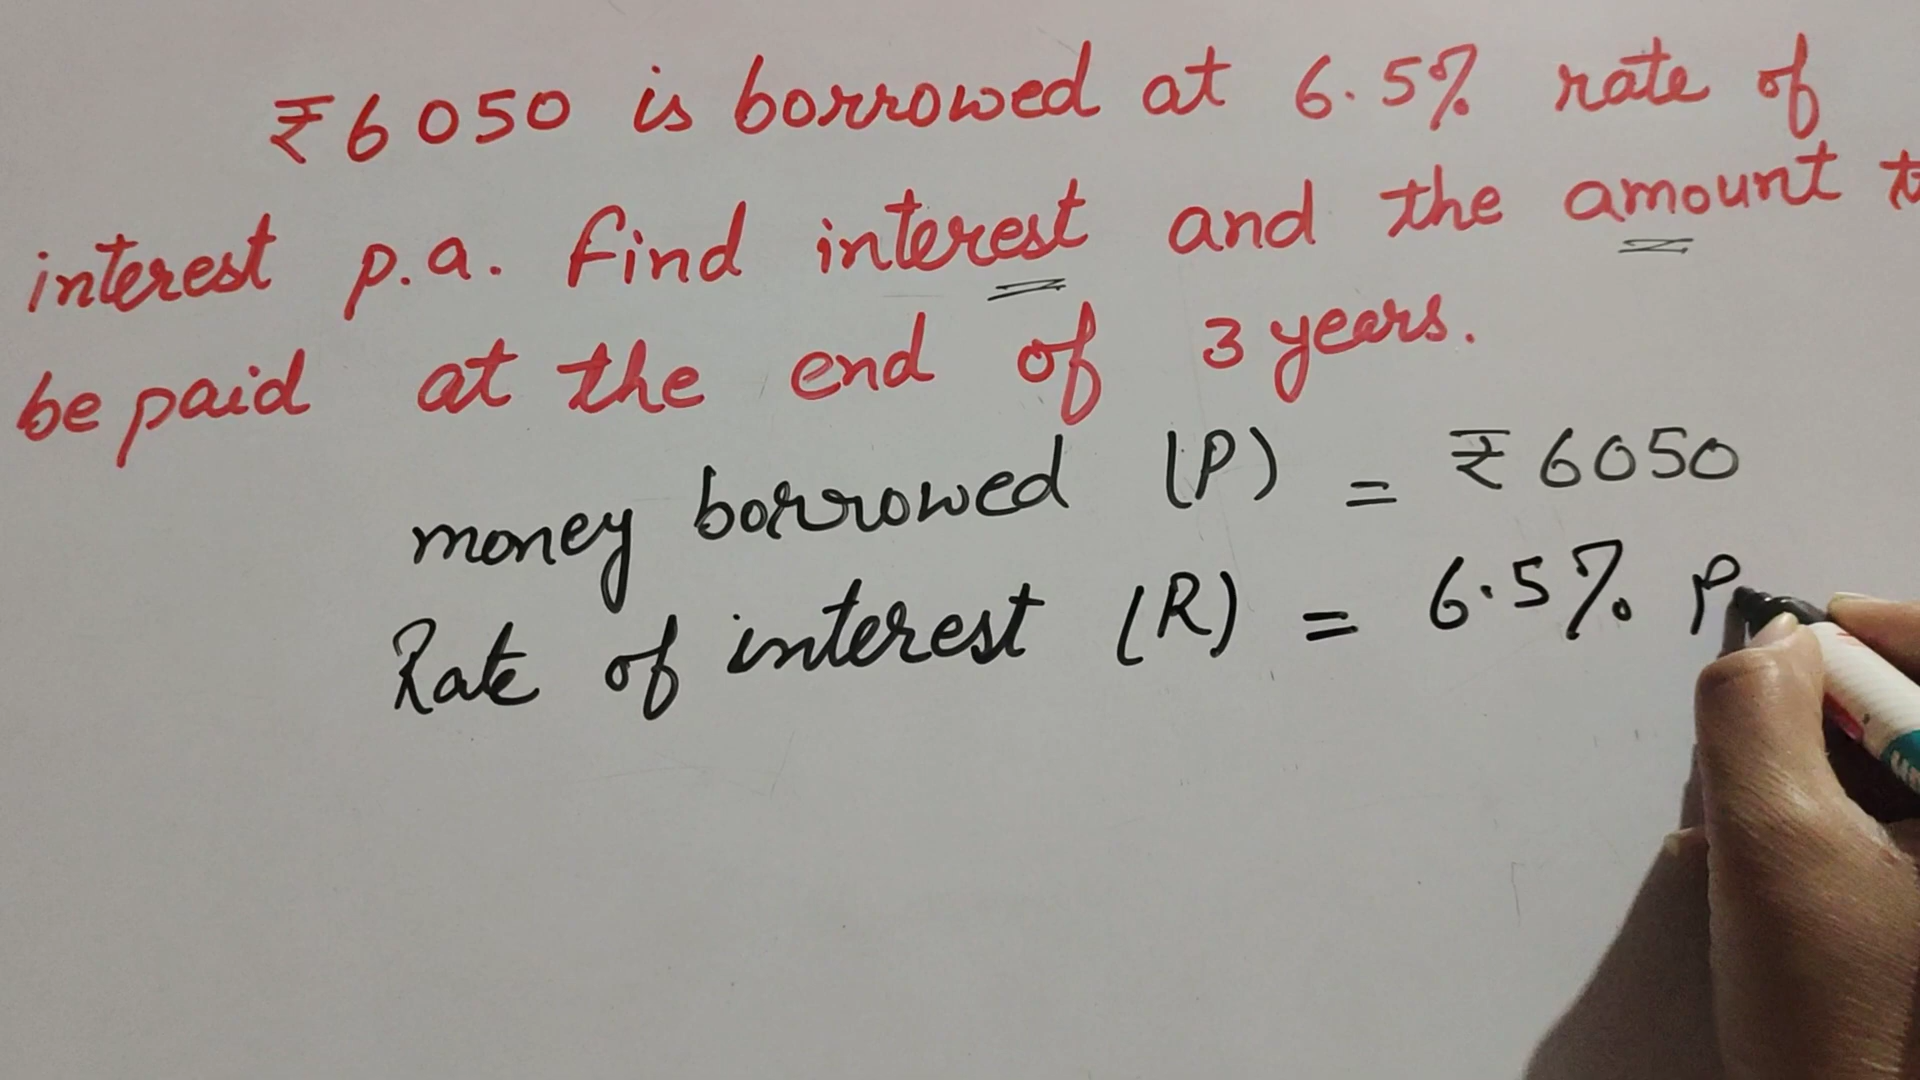 ₹6050 is borrowed at 6.5% rate of
interest p.a. Find interest and the amount
be paid at the end of 3 years.
money borrowed (P) = ₹6050
Rate of interest (R) = 6.5% P